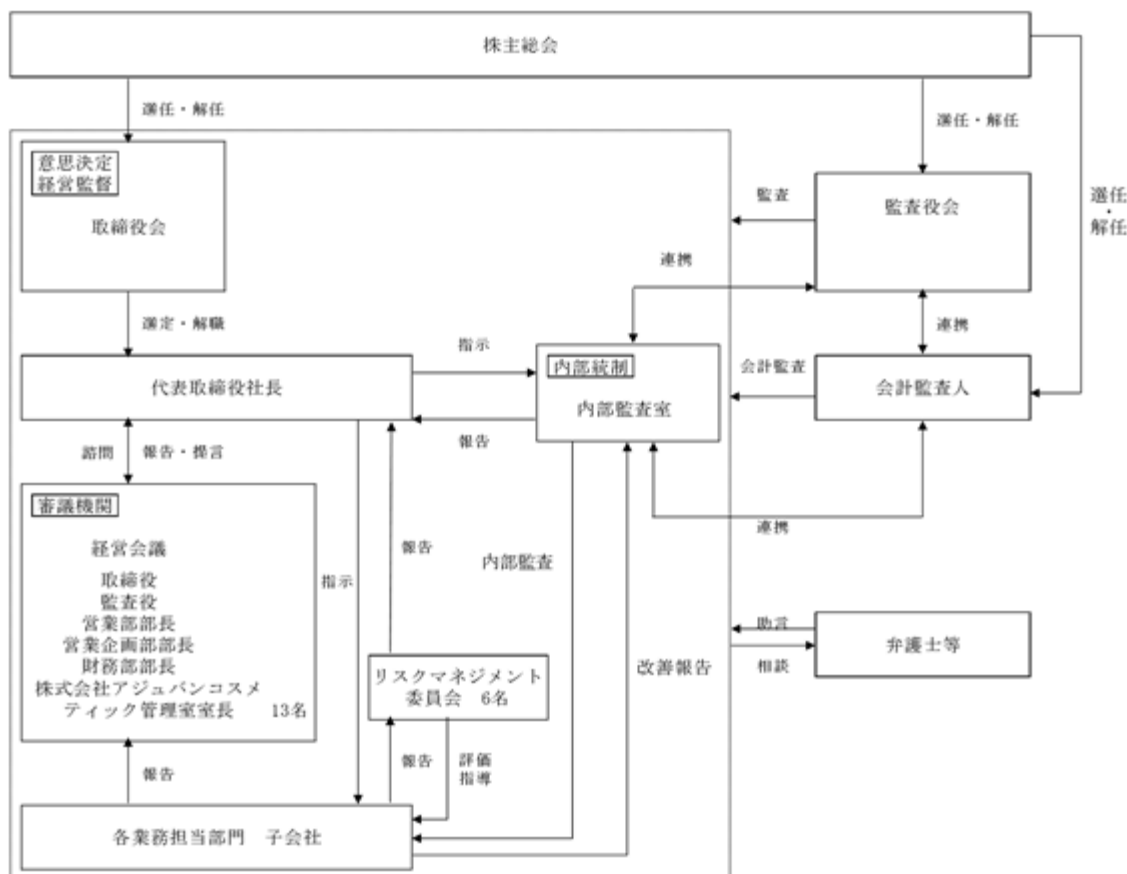 株主総会
選任・解任
選任・解任
選任
・
解任
意思決定
経営監督
取締役会
監査
監査役会
連携
選定・解職
連携
指示
代表取締役社長
内部統制
内部監査室
会計監査
会計監査人
報告
諮問
報告・提言
審議機関
経営会議
取締役
監査役
営業部部長
営業企画部部長
財務部部長
株式会社アジュバンコスメ
ティック管理室室長 13名
指示
報告
内部監査
連携
助言
相談
弁護士等
改善報告
リスクマネジメント
委員会 6名
報告
報告
評価
指導
各業務担当部門 子会社